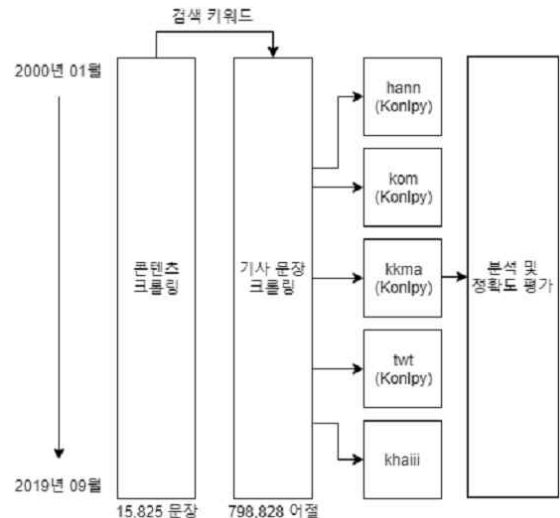 검색 키워드
2000년 01월
콘텐츠
크롤링
기사 문장
크롤링
hann
(Konlpy)
kom
(Konlpy)
kkma
(Konlpy)
twt
(Konlpy)
khaiii
분석 및
정확도 평가
2019년 09월
15,825 문장
798,828 어절